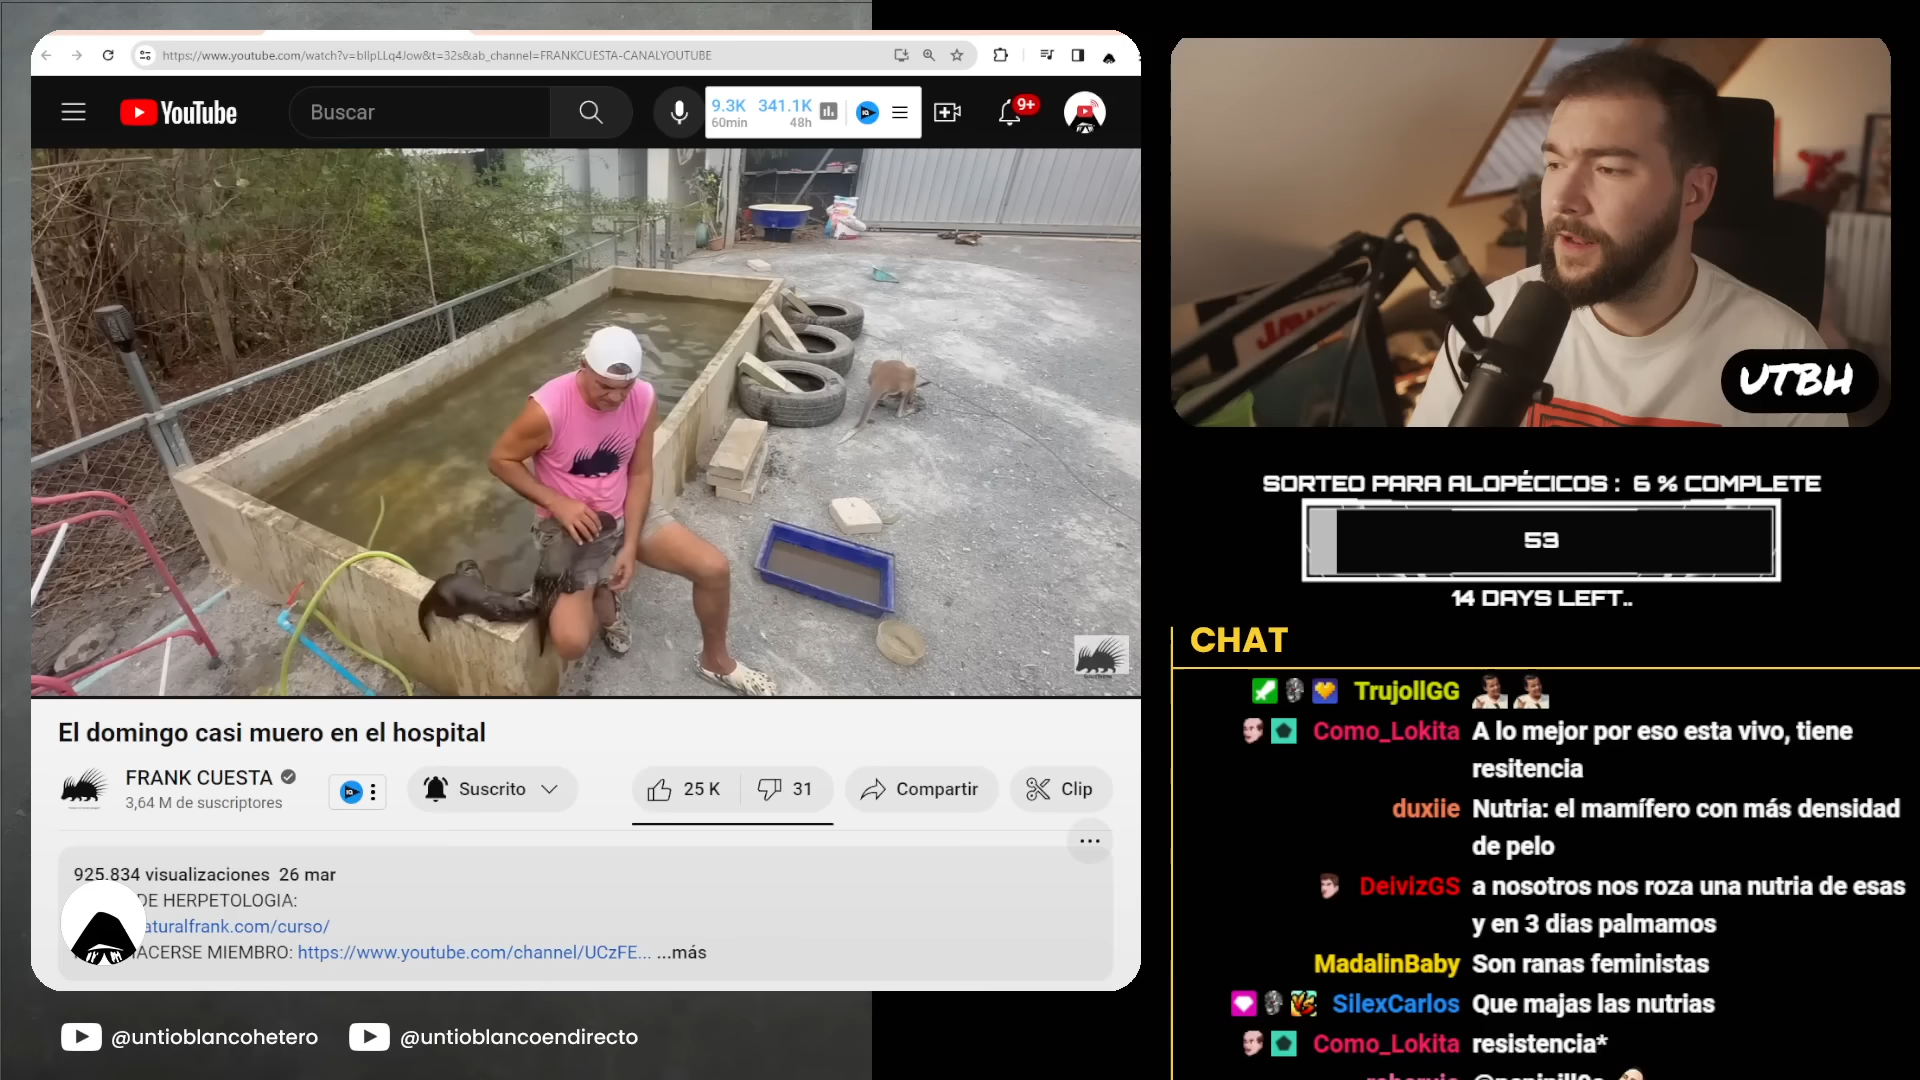 https://www.youtube.com/watch?v=bIlpLLq4Jow&t=32s&ab_channel=FRANKCUESTA-CANALYOUTUBE
YouTube
Buscar
9.3K 341.1K
60min 48h
9+
El domingo casi muero en el hospital
FRANK CUESTA
3,64 M de suscriptores
Suscrito
25 K
31
Compartir
Clip
925.834 visualizaciones 26 mar
DE HERPETOLOGIA:
aturalfrank.com/curso/
ACERSE MIEMBRO: https://www.youtube.com/channel/UCzFE... ...más
@untioblancohetero
@untioblancoendirecto
UTBH
SORTEO PARA ALOPÉCICOS : 6 % COMPLETE
53
14 DAYS LEFT..
CHAT
TrujollGG
Como_Lokita A lo mejor por eso esta vivo, tiene
resitencia
duxiie Nutria: el mamífero con más densidad
de pelo
DeivizGS a nosotros nos roza una nutria de esas
y en 3 dias palmamos
MadalinBaby Son ranas feministas
SilexCarlos Que majas las nutrias
Como_Lokita resistencia*